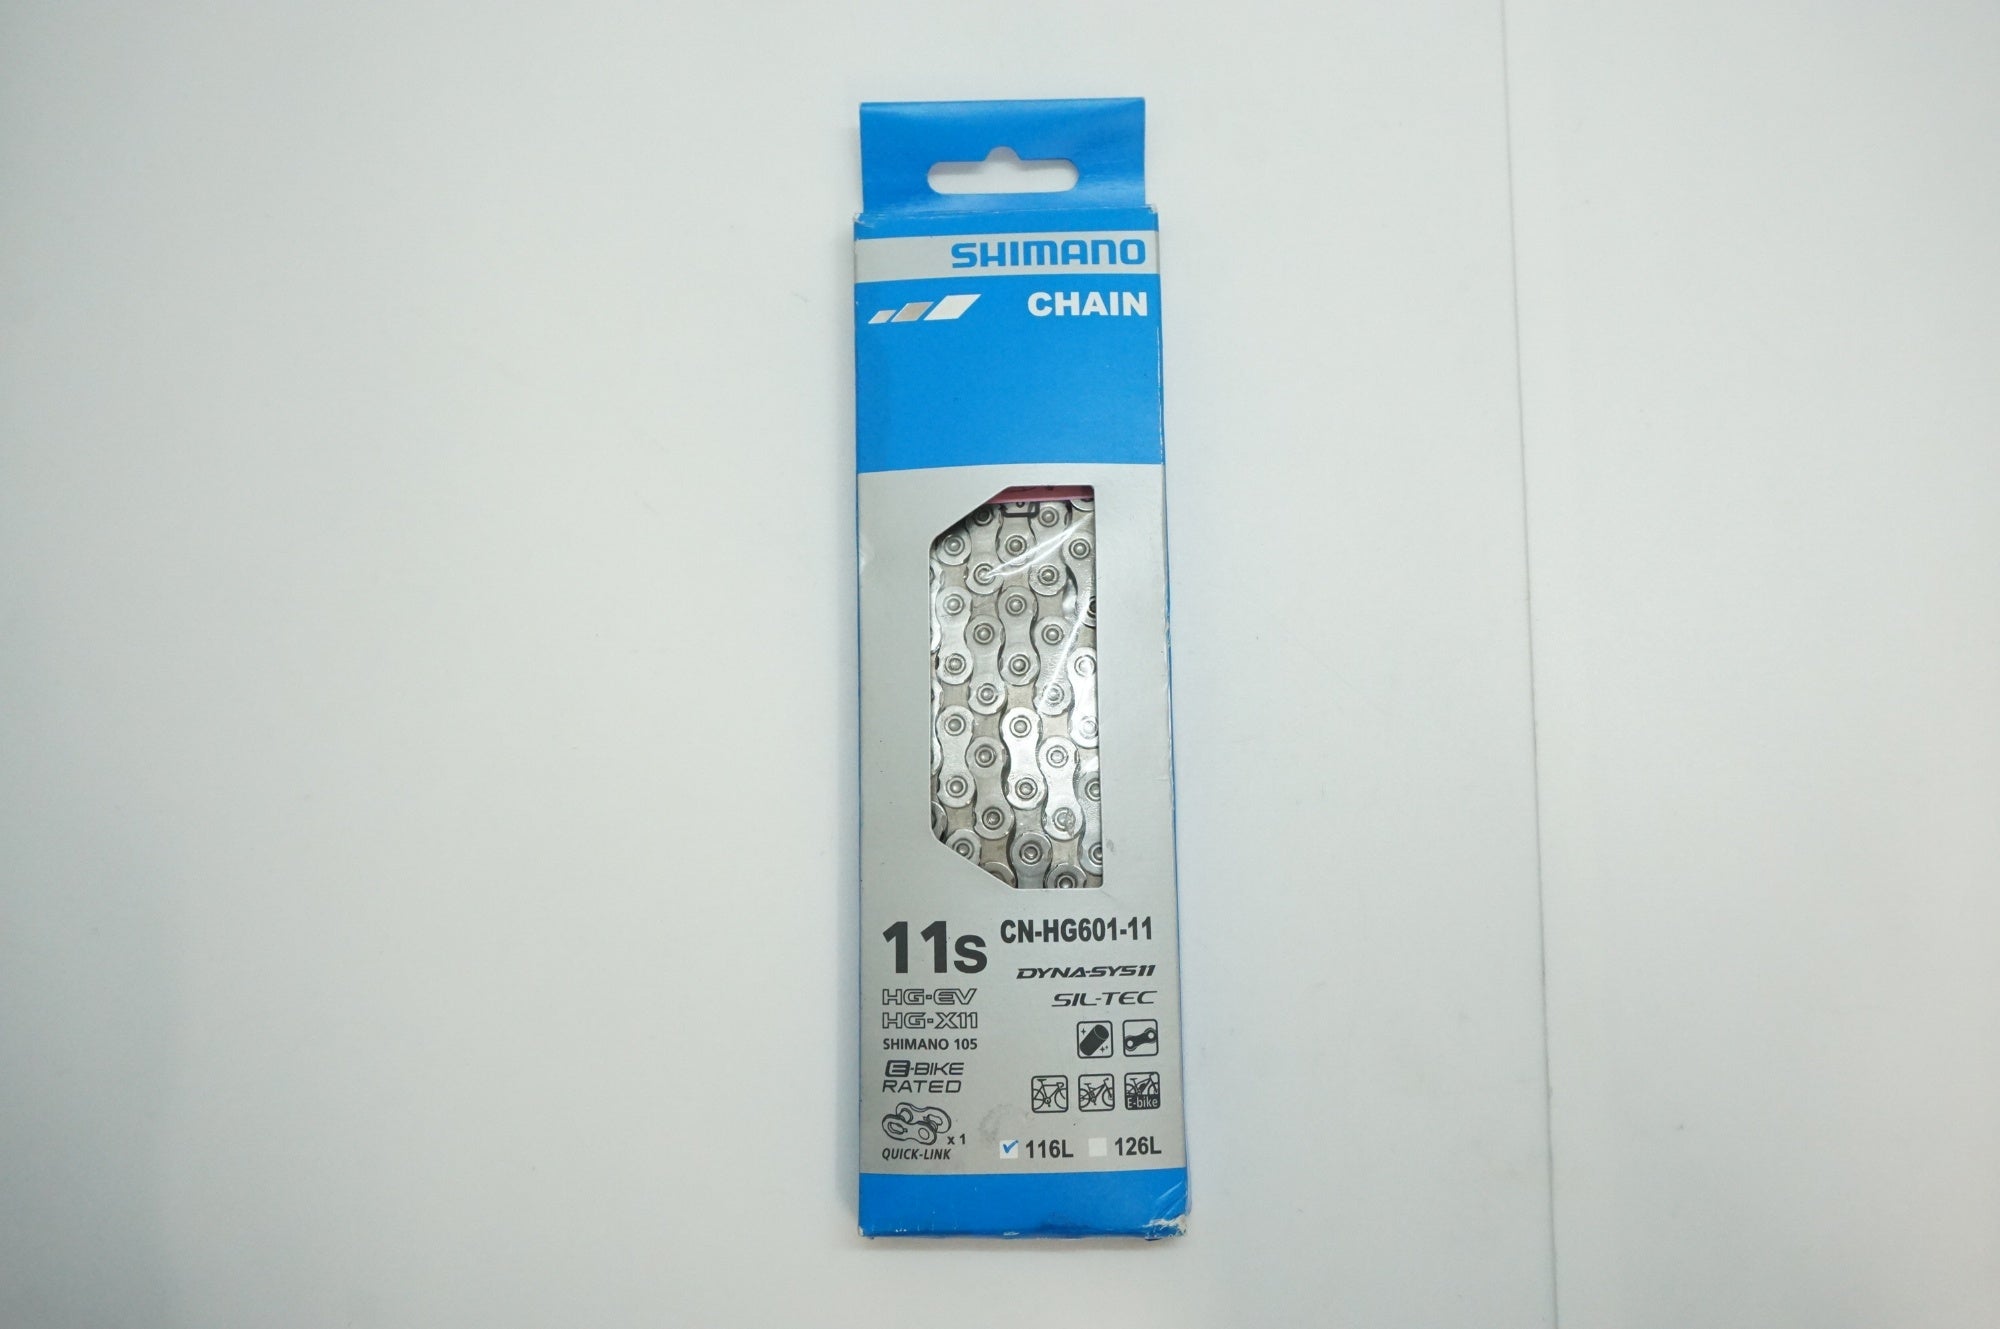 SHIMANO
CHAIN
11s
CN-HG601-11
DYNA-SYS11
HG-EV
SIL-TEC
HG-X11
SHIMANO 105
E-BIKE
RATED
E-bike
x 1
QUICK-LINK
116L
126L